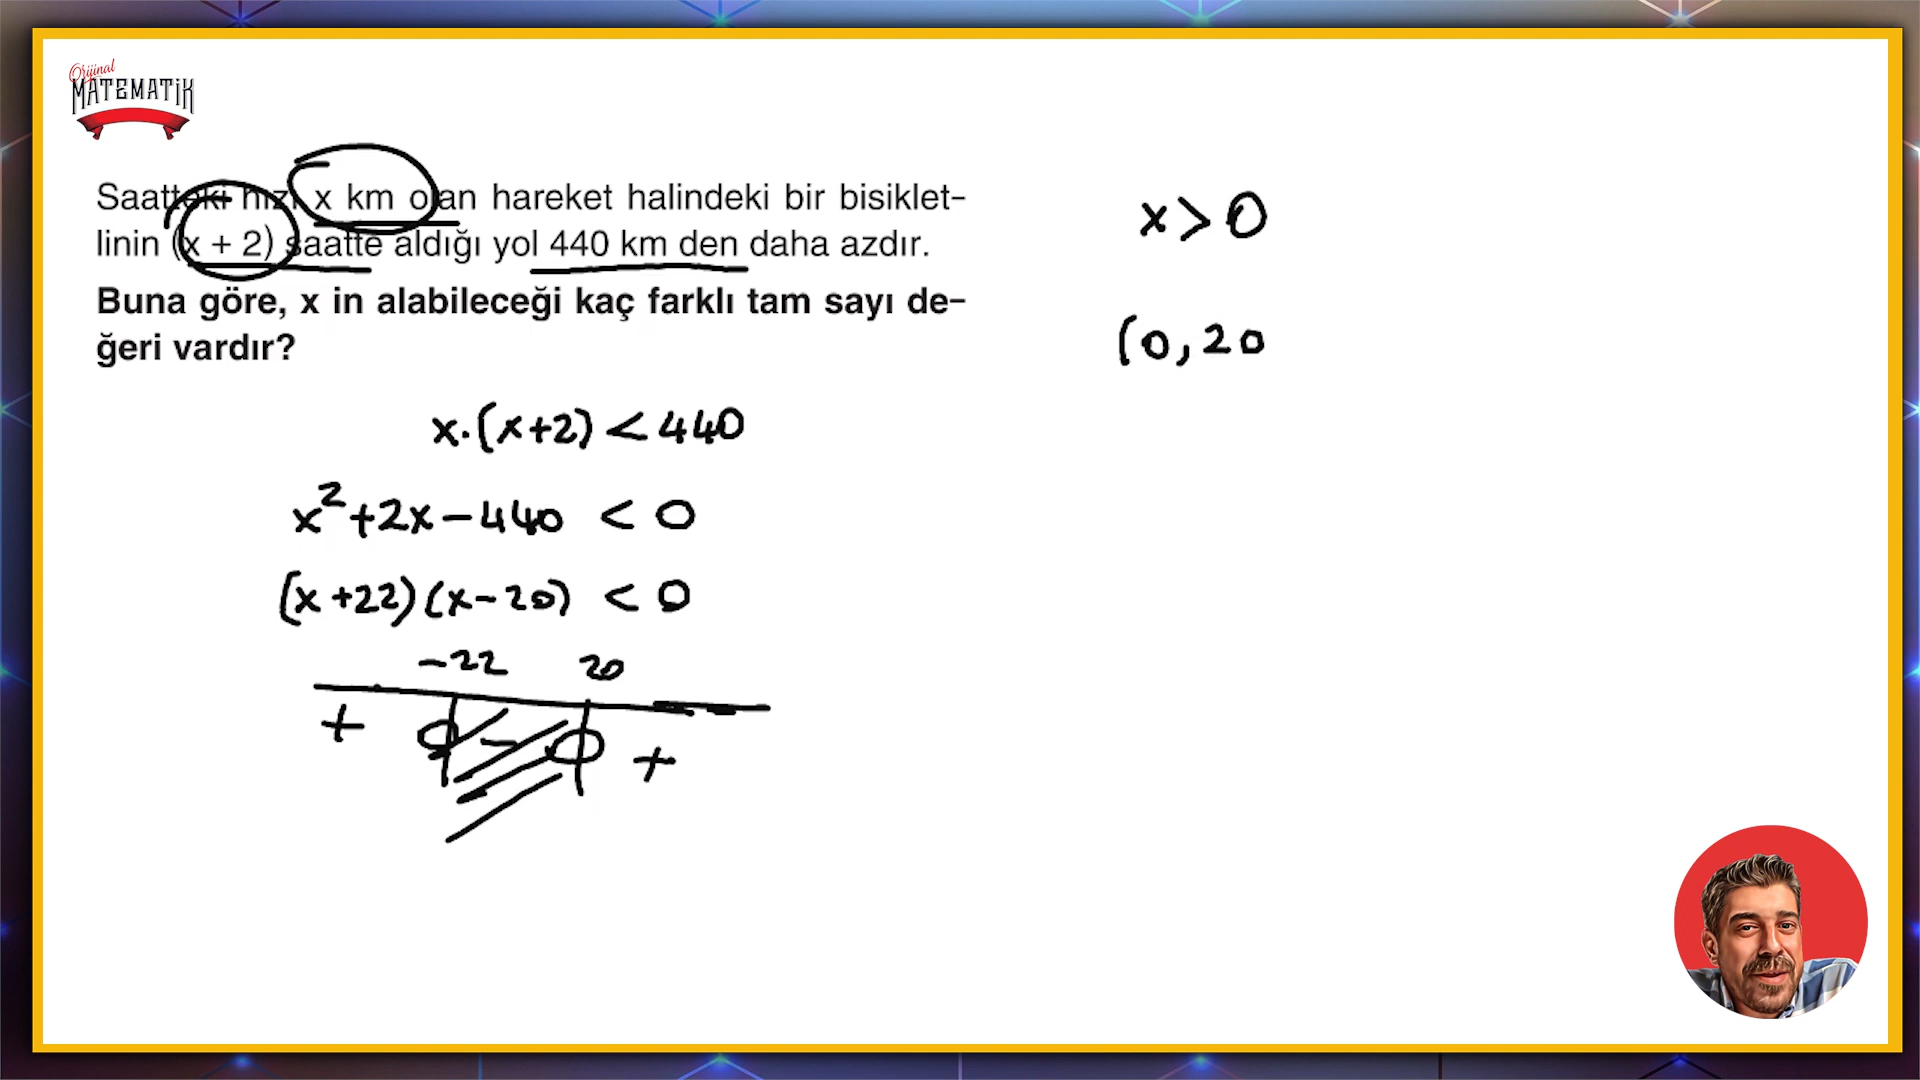 Orijinal
MATEMATİK
Saatteki hızı x km olan hareket halindeki bir bisiklet-
linin (x + 2) saatte aldığı yol 440 km den daha azdır.
Buna göre, x in alabileceği kaç farklı tam sayı de-
ğeri vardır?
x·(x+2) < 440
x²+2x-440 < 0
(x+22)(x-20) < 0
-22 20
+ - +
x>0
(0,20